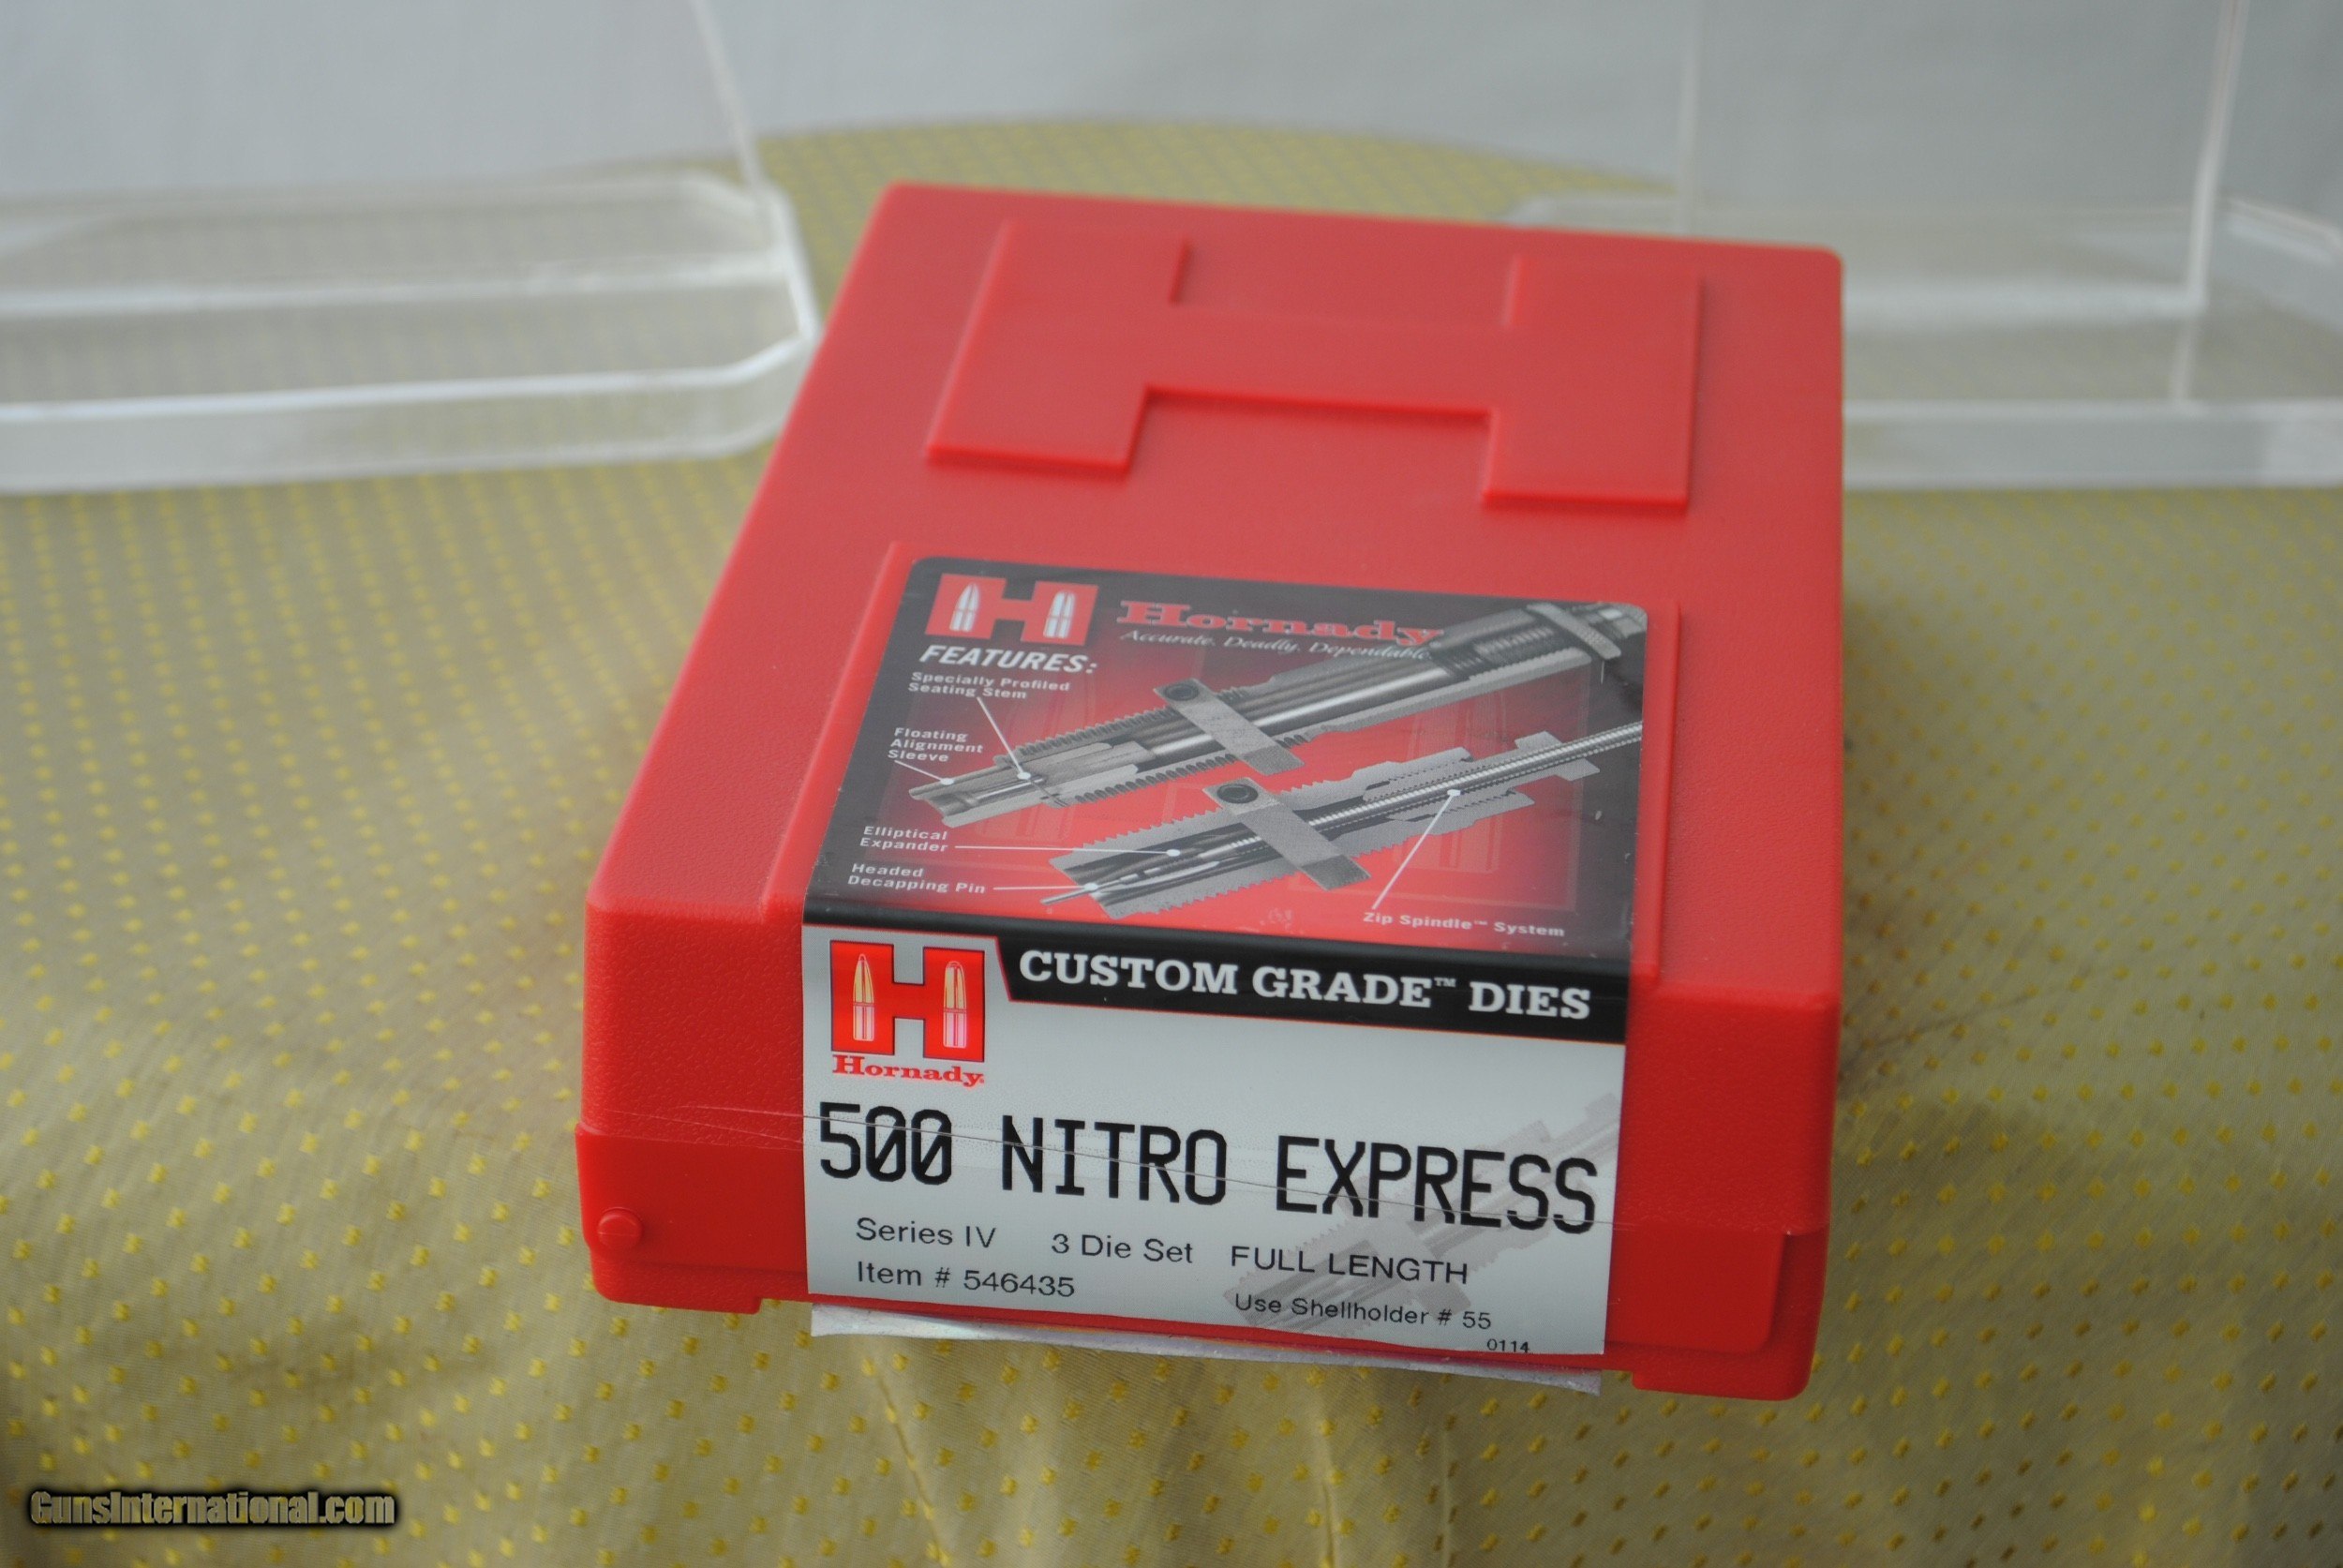 Hornady
Accurate. Deadly. Dependable.
FEATURES:
Specially Profiled
Seating Stem
Floating
Alignment
Sleeve
Elliptical
Expander
Headed
Decapping Pin
Zip Spindle™ System
CUSTOM GRADE™ DIES
Hornady
500 NITRO EXPRESS
Series IV 3 Die Set FULL LENGTH
Item # 546435
Use Shellholder # 55
0114
GunsInternational.com